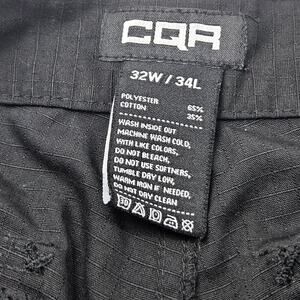 CQR
32W / 34L
POLYESTER 65%
COTTON 35%
WASH INSIDE OUT
MACHINE WASH COLD,
WITH LIKE COLORS,
DO NOT BLEACH,
DO NOT USE SOFTNERS,
TUMBLE DRY LOW,
WARM IRON IF NEEDED,
DO NOT DRY CLEAN